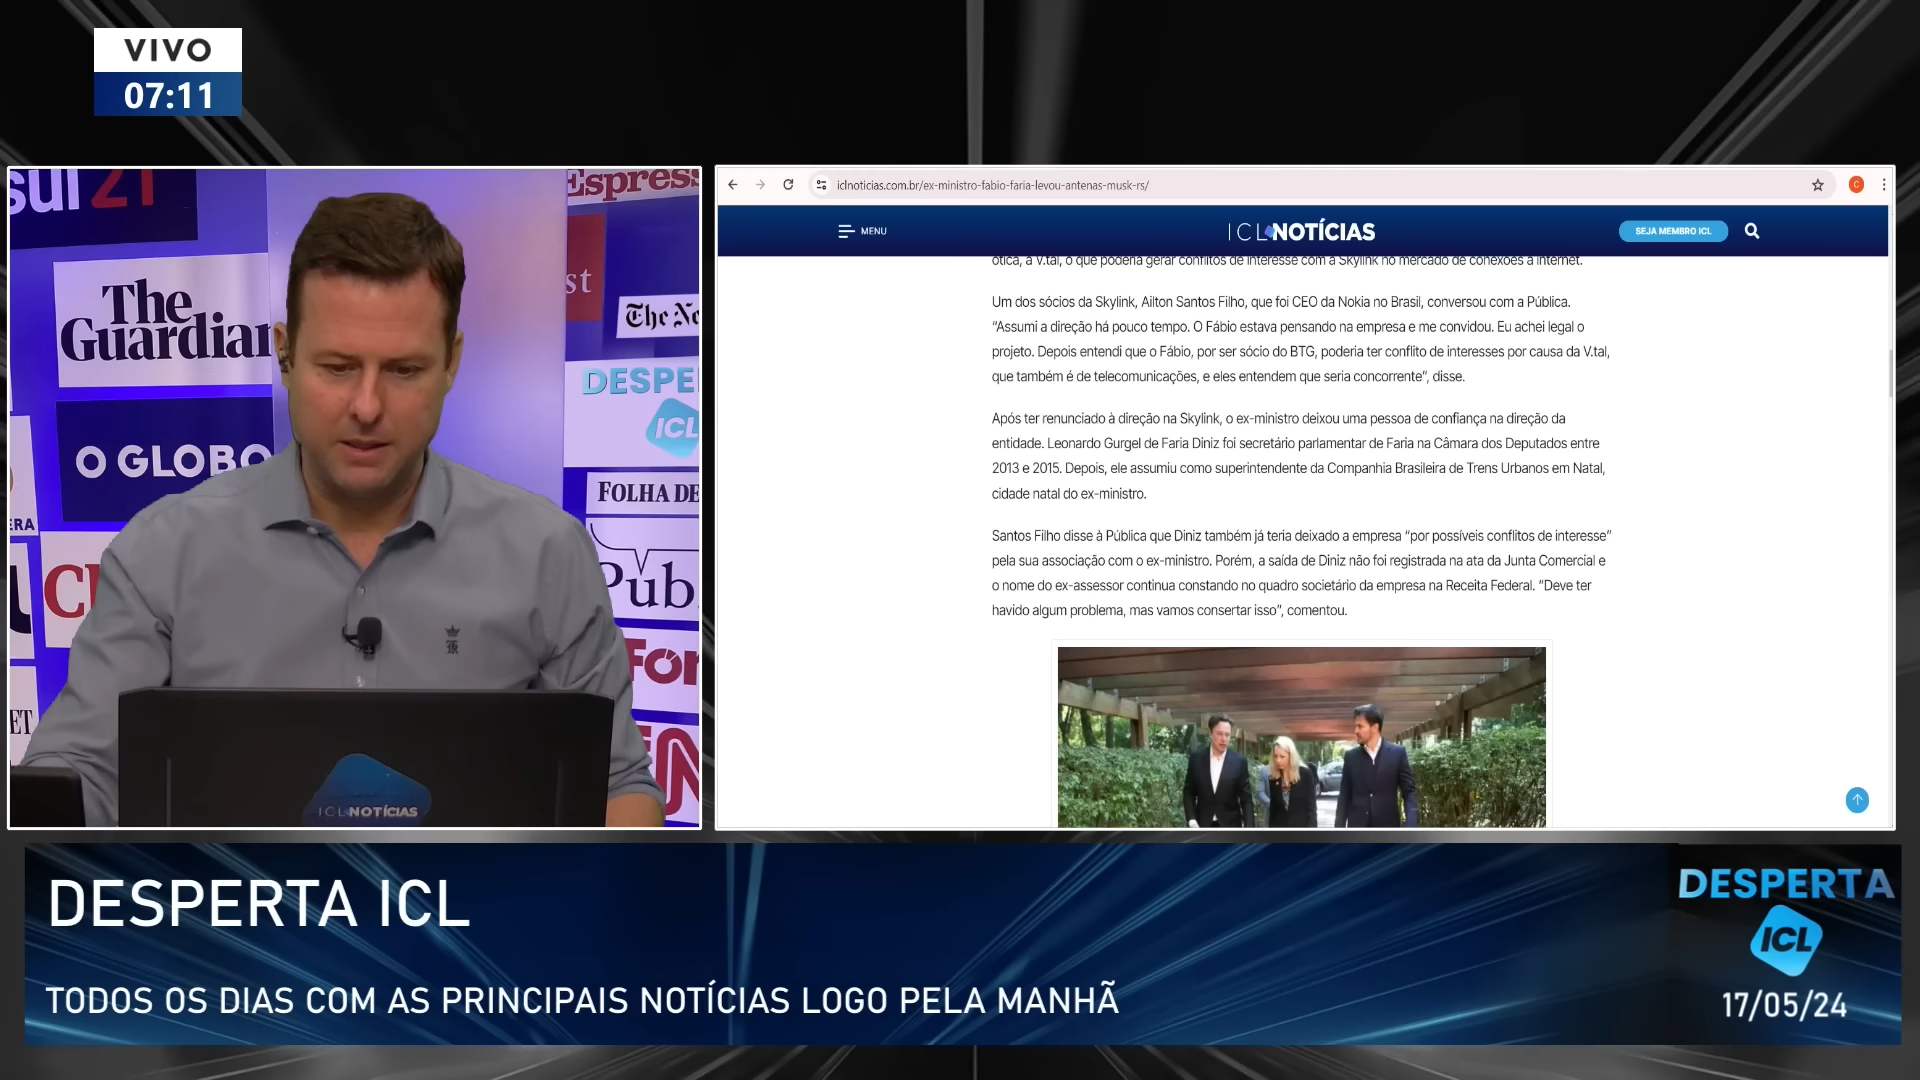 VIVO
07:11
sul 21
The
Guardian
O GLOBO
Espress
The Ne
DESPE
ICL
FOLHA DE
Pub
For
ERA
ET
st
ICL NOTÍCIAS
iclnoticias.com.br/ex-ministro-fabio-faria-levou-antenas-musk-rs/
C
MENU
ICL NOTÍCIAS
SEJA MEMBRO ICL
ótica, a V.tal, o que poderia gerar conflitos de interesse com a Skylink no mercado de conexões à internet.
Um dos sócios da Skylink, Ailton Santos Filho, que foi CEO da Nokia no Brasil, conversou com a Pública.
“Assumi a direção há pouco tempo. O Fábio estava pensando na empresa e me convidou. Eu achei legal o
projeto. Depois entendi que o Fábio, por ser sócio do BTG, poderia ter conflito de interesses por causa da V.tal,
que também é de telecomunicações, e eles entendem que seria concorrente”, disse.
Após ter renunciado à direção na Skylink, o ex-ministro deixou uma pessoa de confiança na direção da
entidade. Leonardo Gurgel de Faria Diniz foi secretário parlamentar de Faria na Câmara dos Deputados entre
2013 e 2015. Depois, ele assumiu como superintendente da Companhia Brasileira de Trens Urbanos em Natal,
cidade natal do ex-ministro.
Santos Filho disse à Pública que Diniz também já teria deixado a empresa “por possíveis conflitos de interesse”
pela sua associação com o ex-ministro. Porém, a saída de Diniz não foi registrada na ata da Junta Comercial e
o nome do ex-assessor continua constando no quadro societário da empresa na Receita Federal. “Deve ter
havido algum problema, mas vamos consertar isso”, comentou.
DESPERTA ICL
TODOS OS DIAS COM AS PRINCIPAIS NOTÍCIAS LOGO PELA MANHÃ
DESPERTA
ICL
17/05/24